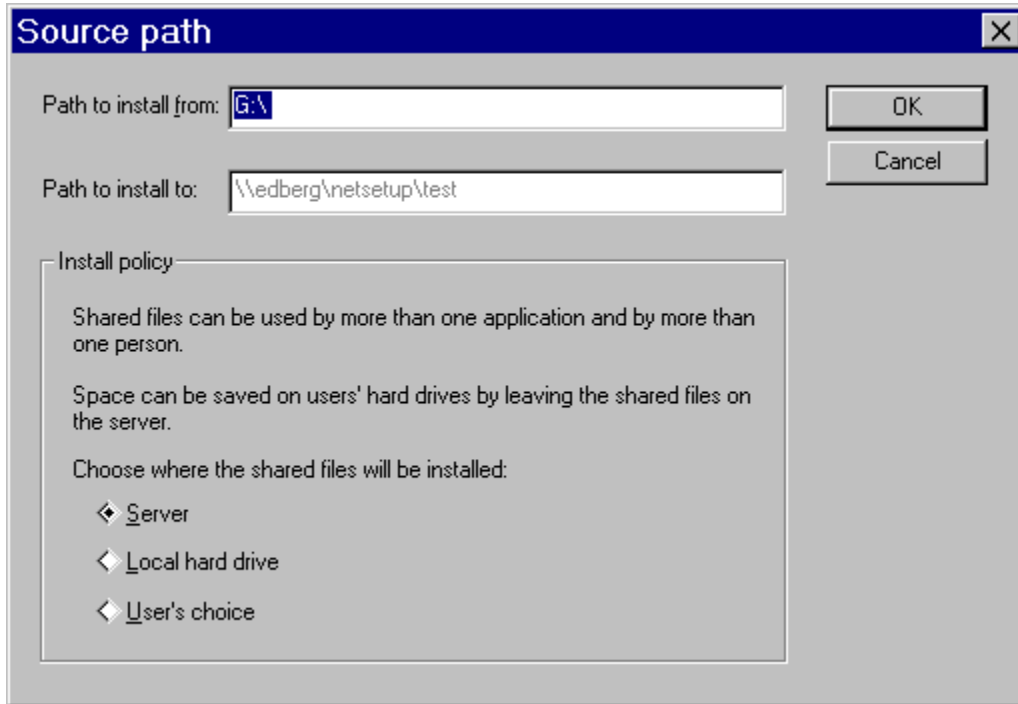 Source path
Path to install from: G:\
OK
Cancel
Path to install to: \\edberg\netsetup\test
Install policy
Shared files can be used by more than one application and by more than
one person.
Space can be saved on users' hard drives by leaving the shared files on
the server.
Choose where the shared files will be installed:
Server
Local hard drive
User's choice